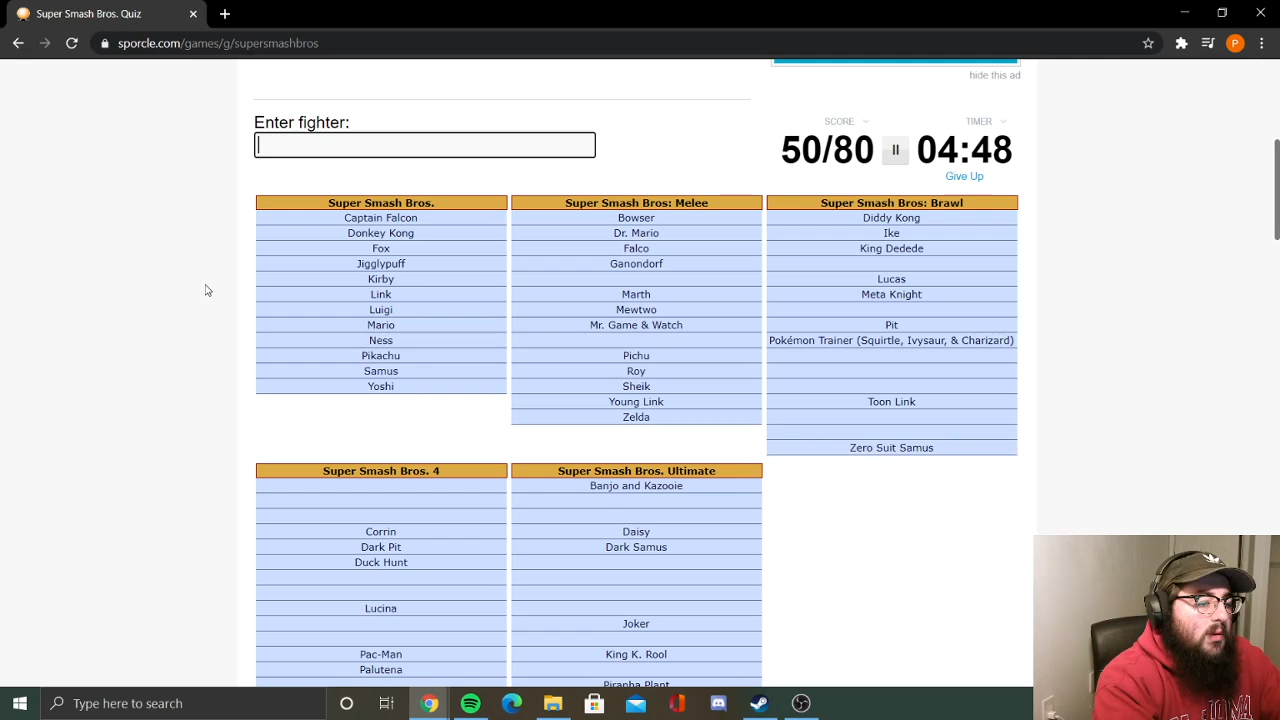 Super Smash Bros. Quiz
sporcle.com/games/g/supersmashbros
P
hide this ad
Enter fighter:
SCORE
TIMER
50/80
04:48
Give Up
Super Smash Bros.
Captain Falcon
Donkey Kong
Fox
Jigglypuff
Kirby
Link
Luigi
Mario
Ness
Pikachu
Samus
Yoshi
Super Smash Bros: Melee
Bowser
Dr. Mario
Falco
Ganondorf
Marth
Mewtwo
Mr. Game & Watch
Pichu
Roy
Sheik
Young Link
Zelda
Super Smash Bros: Brawl
Diddy Kong
Ike
King Dedede
Lucas
Meta Knight
Pit
Pokémon Trainer (Squirtle, Ivysaur, & Charizard)
Toon Link
Zero Suit Samus
Super Smash Bros. 4
Corrin
Dark Pit
Duck Hunt
Lucina
Pac-Man
Palutena
Super Smash Bros. Ultimate
Banjo and Kazooie
Daisy
Dark Samus
Joker
King K. Rool
Piranha Plant
Type here to search